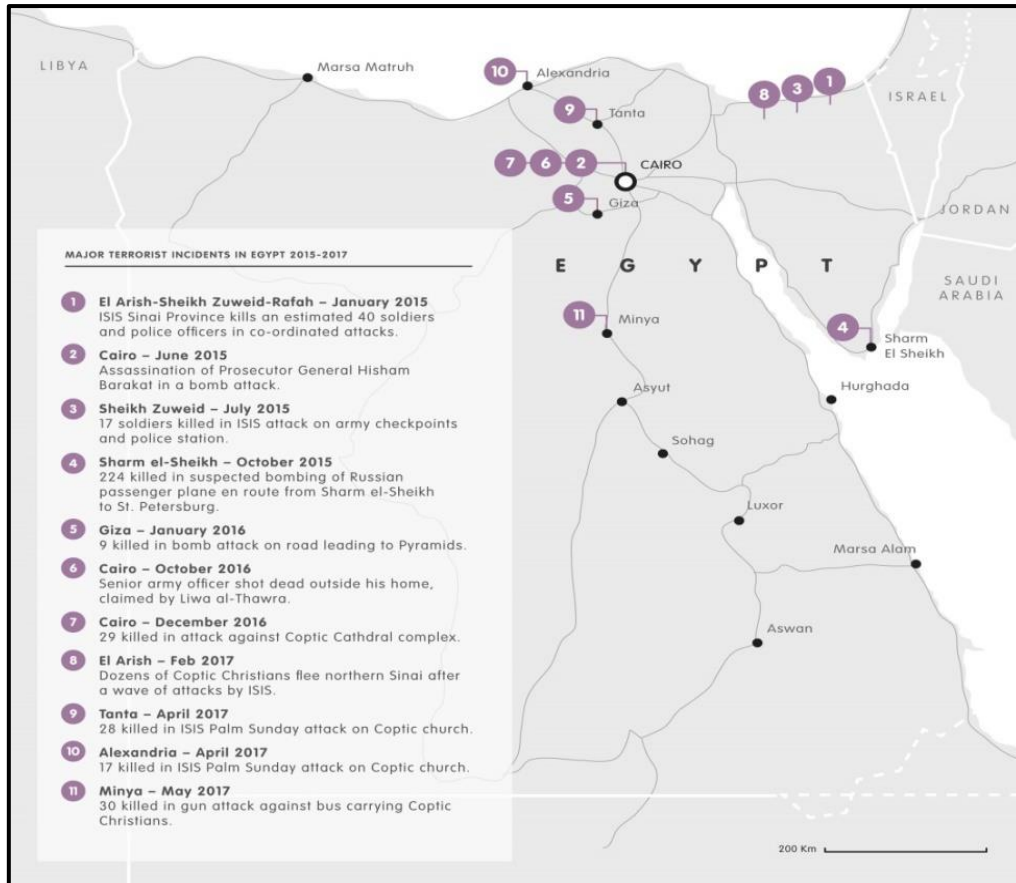 LIBYA
Marsa Matruh
10
Alexandria
8
3
1
ISRAEL
9
Tanta
7
6
2
CAIRO
5
Giza
JORDAN
E G Y P T
SAUDI
ARABIA
11
Minya
4
Sharm
El Sheikh
Asyut
Hurghada
Sohag
Luxor
Marsa Alam
Aswan
MAJOR TERRORIST INCIDENTS IN EGYPT 2015-2017
1 El Arish-Sheikh Zuweid-Rafah – January 2015
ISIS Sinai Province kills an estimated 40 soldiers
and police officers in co-ordinated attacks.
2 Cairo – June 2015
Assassination of Prosecutor General Hisham
Barakat in a bomb attack.
3 Sheikh Zuweid – July 2015
17 soldiers killed in ISIS attack on army checkpoints
and police station.
4 Sharm el-Sheikh – October 2015
224 killed in suspected bombing of Russian
passenger plane en route from Sharm el-Sheikh
to St. Petersburg.
5 Giza – January 2016
9 killed in bomb attack on road leading to Pyramids.
6 Cairo – October 2016
Senior army officer shot dead outside his home,
claimed by Liwa al-Thawra.
7 Cairo – December 2016
29 killed in attack against Coptic Cathdral complex.
8 El Arish – Feb 2017
Dozens of Coptic Christians flee northern Sinai after
a wave of attacks by ISIS.
9 Tanta – April 2017
28 killed in ISIS Palm Sunday attack on Coptic church.
10 Alexandria – April 2017
17 killed in ISIS Palm Sunday attack on Coptic church.
11 Minya – May 2017
30 killed in gun attack against bus carrying Coptic
Christians.
200 Km